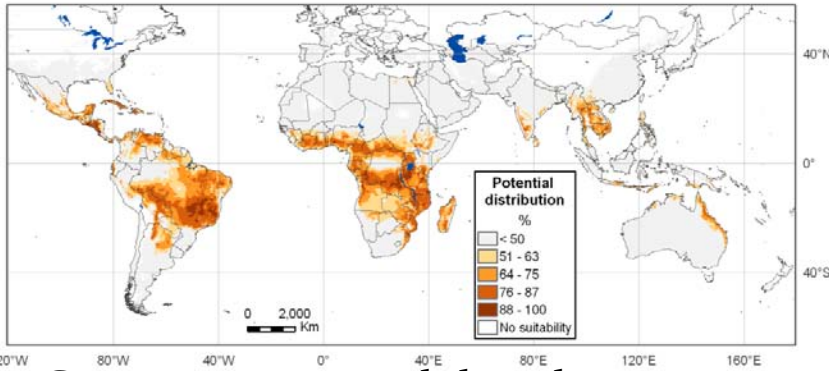 40°N
0°
40°S
Potential
distribution
%
< 50
51 - 63
64 - 75
76 - 87
88 - 100
No suitability
0 2,000
Km
20°W 80°W 40°W 0° 40°E 80°E 120°E 160°E